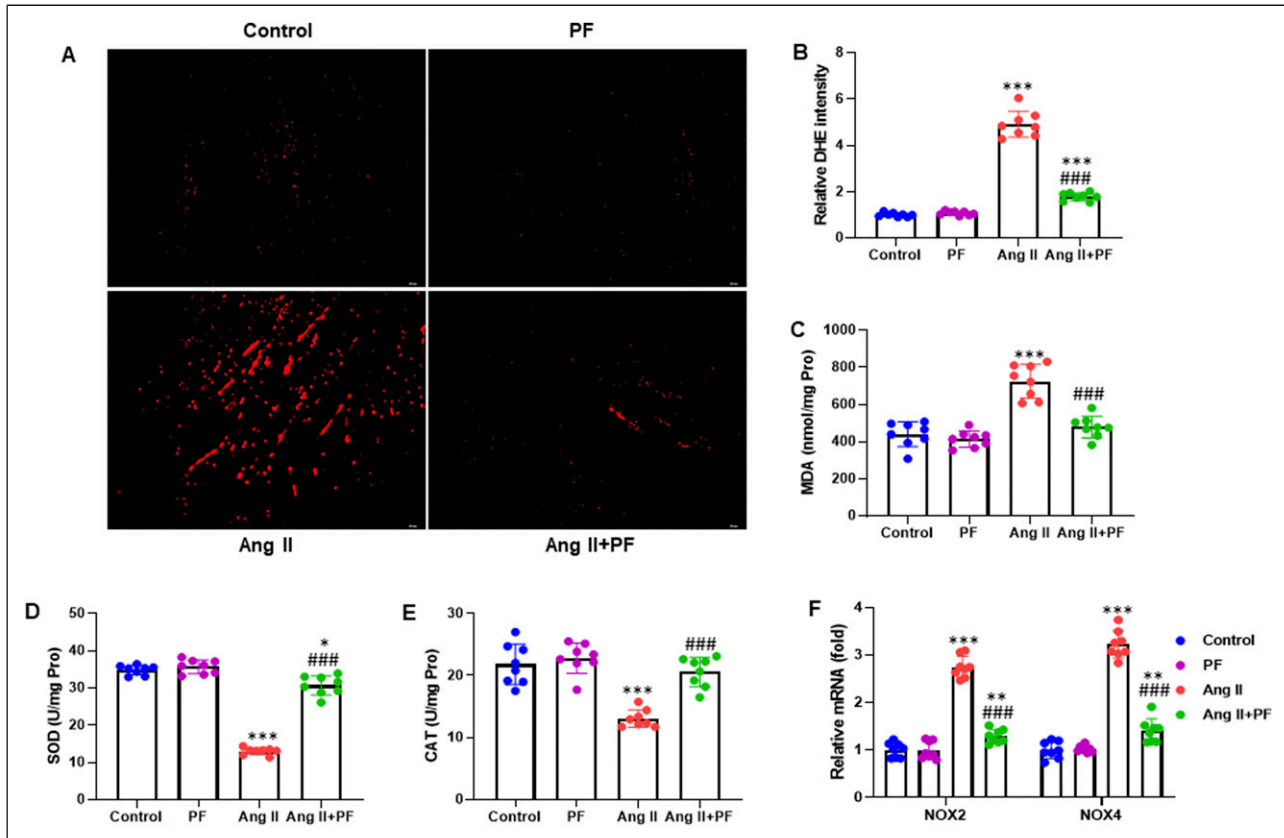 Control PF
A
Ang II Ang II+PF
B
Relative DHE intensity
8
6
4
2
0
***
***
###
Control PF Ang II Ang II+PF
C
MDA (nmol/mg Pro)
1000
800
600
400
200
0
***
###
Control PF Ang II Ang II+PF
D
SOD (U/mg Pro)
50
40
30
20
10
0
***
*
###
Control PF Ang II Ang II+PF
E
CAT (U/mg Pro)
30
20
10
0
***
###
Control PF Ang II Ang II+PF
F
Relative mRNA (fold)
4
3
2
1
0
***
**
###
***
**
###
NOX2 NOX4
Control
PF
Ang II
Ang II+PF